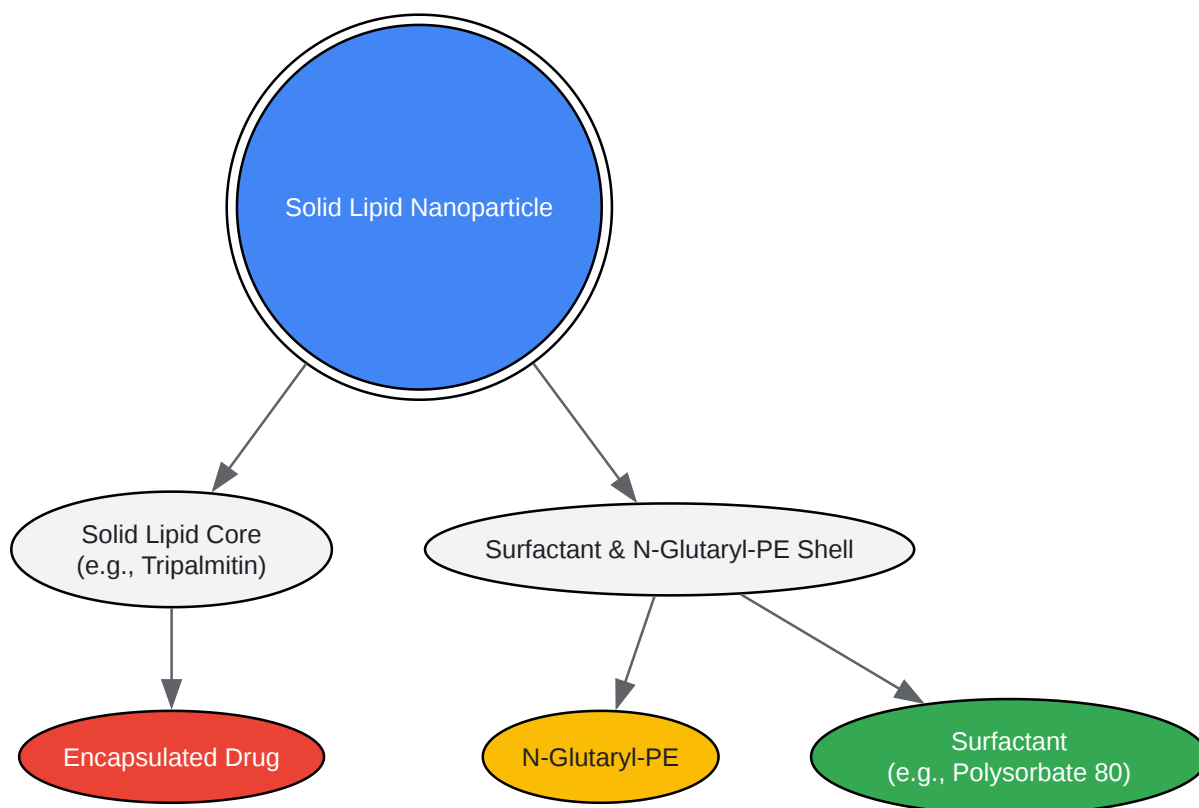 Solid Lipid Nanoparticle
Solid Lipid Core
(e.g., Tripalmitin)
Surfactant & N-Glutaryl-PE Shell
Encapsulated Drug
N-Glutaryl-PE
Surfactant
(e.g., Polysorbate 80)